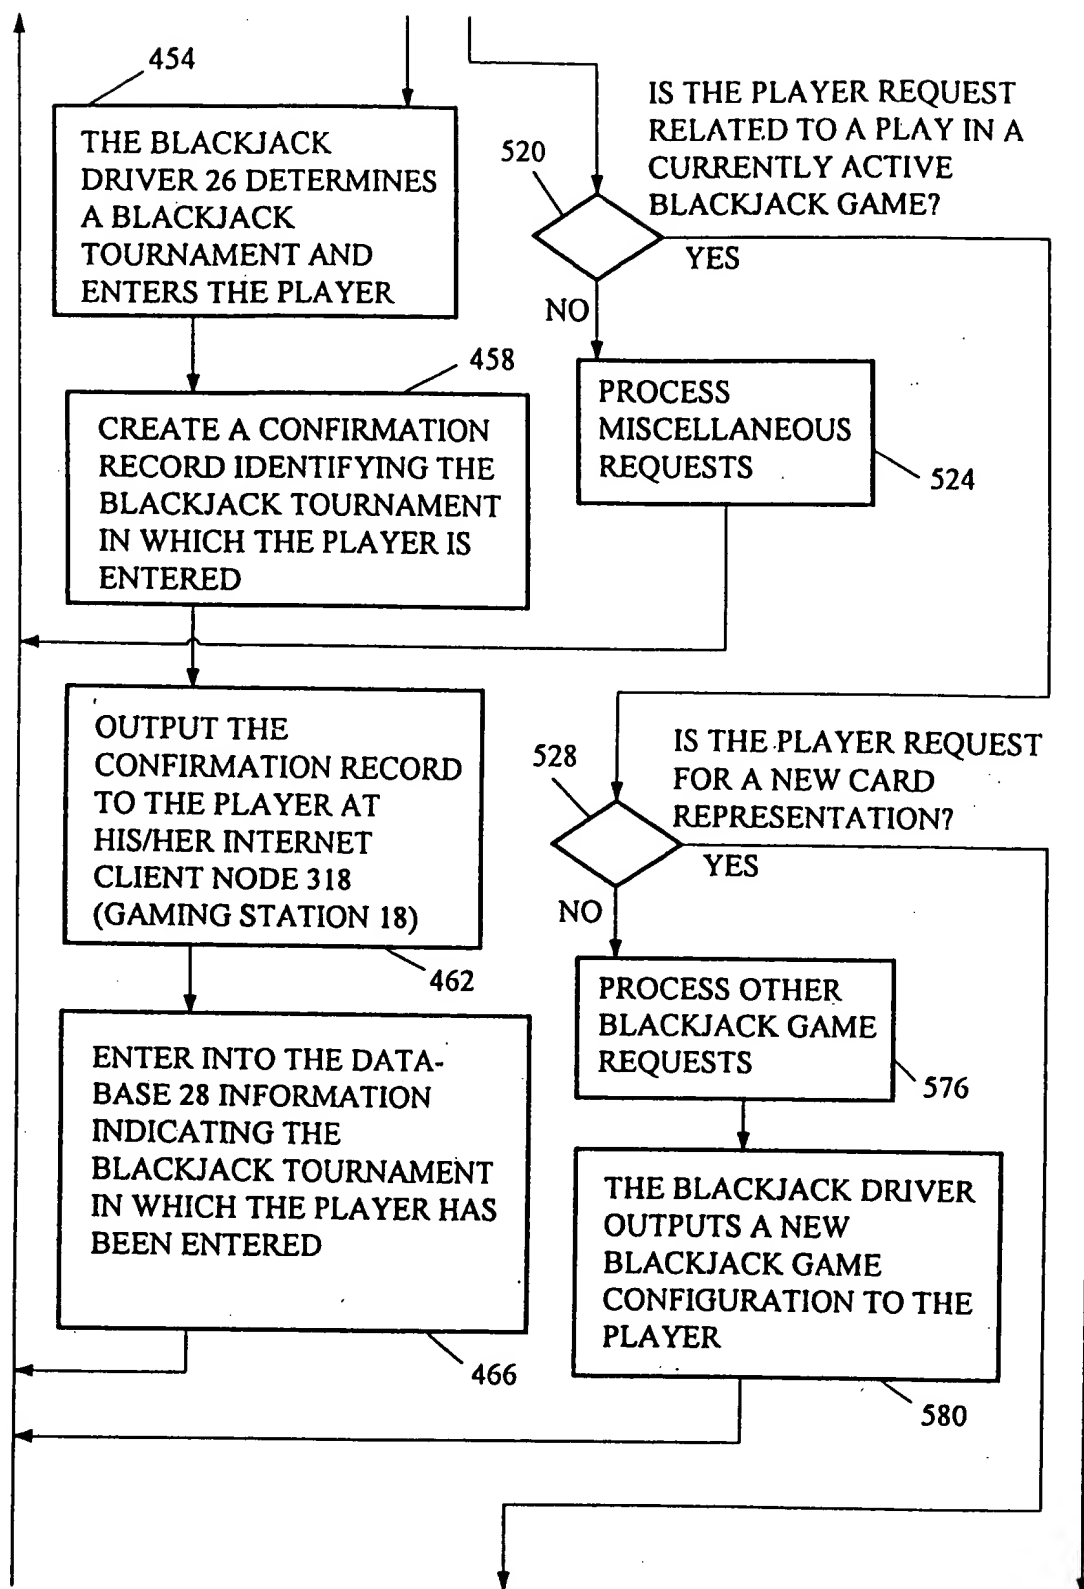 454
THE BLACKJACK
DRIVER 26 DETERMINES
A BLACKJACK
TOURNAMENT AND
ENTERS THE PLAYER
458
CREATE A CONFIRMATION
RECORD IDENTIFYING THE
BLACKJACK TOURNAMENT
IN WHICH THE PLAYER IS
ENTERED
OUTPUT THE
CONFIRMATION RECORD
TO THE PLAYER AT
HIS/HER INTERNET
CLIENT NODE 318
(GAMING STATION 18)
462
ENTER INTO THE DATA-
BASE 28 INFORMATION
INDICATING THE
BLACKJACK TOURNAMENT
IN WHICH THE PLAYER HAS
BEEN ENTERED
466
IS THE PLAYER REQUEST
RELATED TO A PLAY IN A
CURRENTLY ACTIVE
BLACKJACK GAME?
520
YES
NO
PROCESS
MISCELLANEOUS
REQUESTS
524
IS THE PLAYER REQUEST
FOR A NEW CARD
REPRESENTATION?
528
YES
NO
PROCESS OTHER
BLACKJACK GAME
REQUESTS
576
THE BLACKJACK DRIVER
OUTPUTS A NEW
BLACKJACK GAME
CONFIGURATION TO THE
PLAYER
580